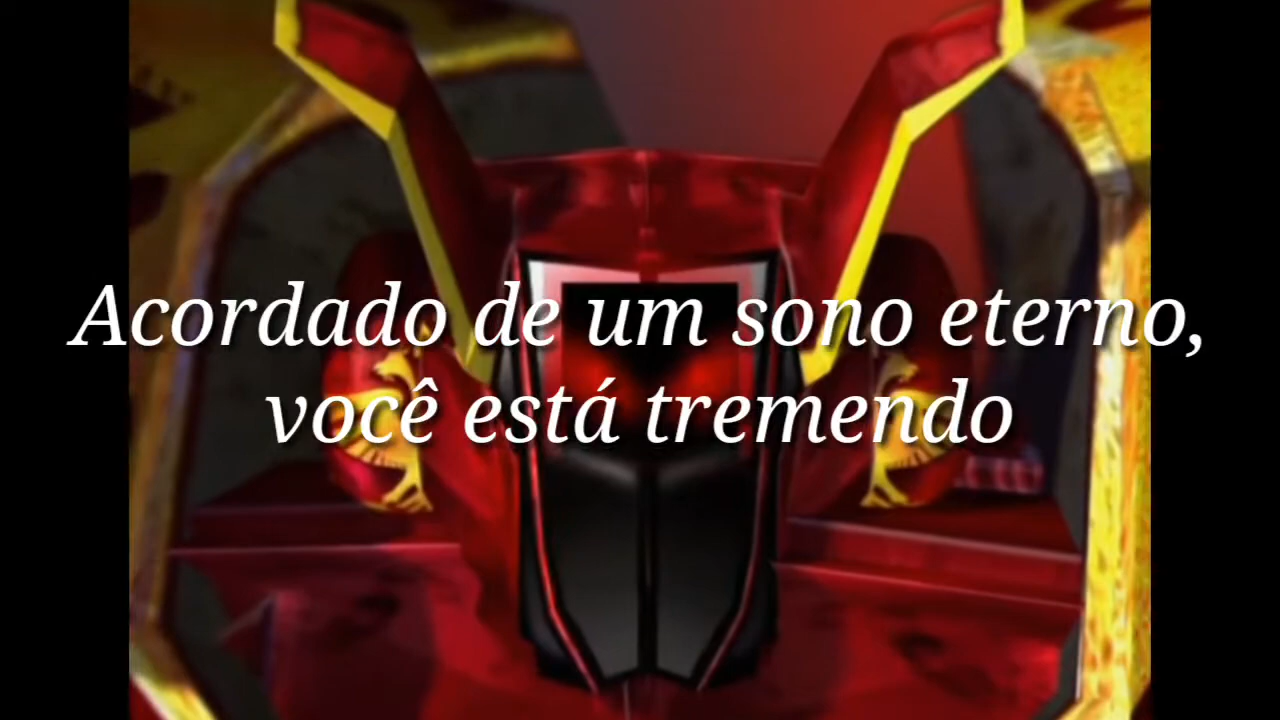 Acordado de um sono eterno,
você está tremendo